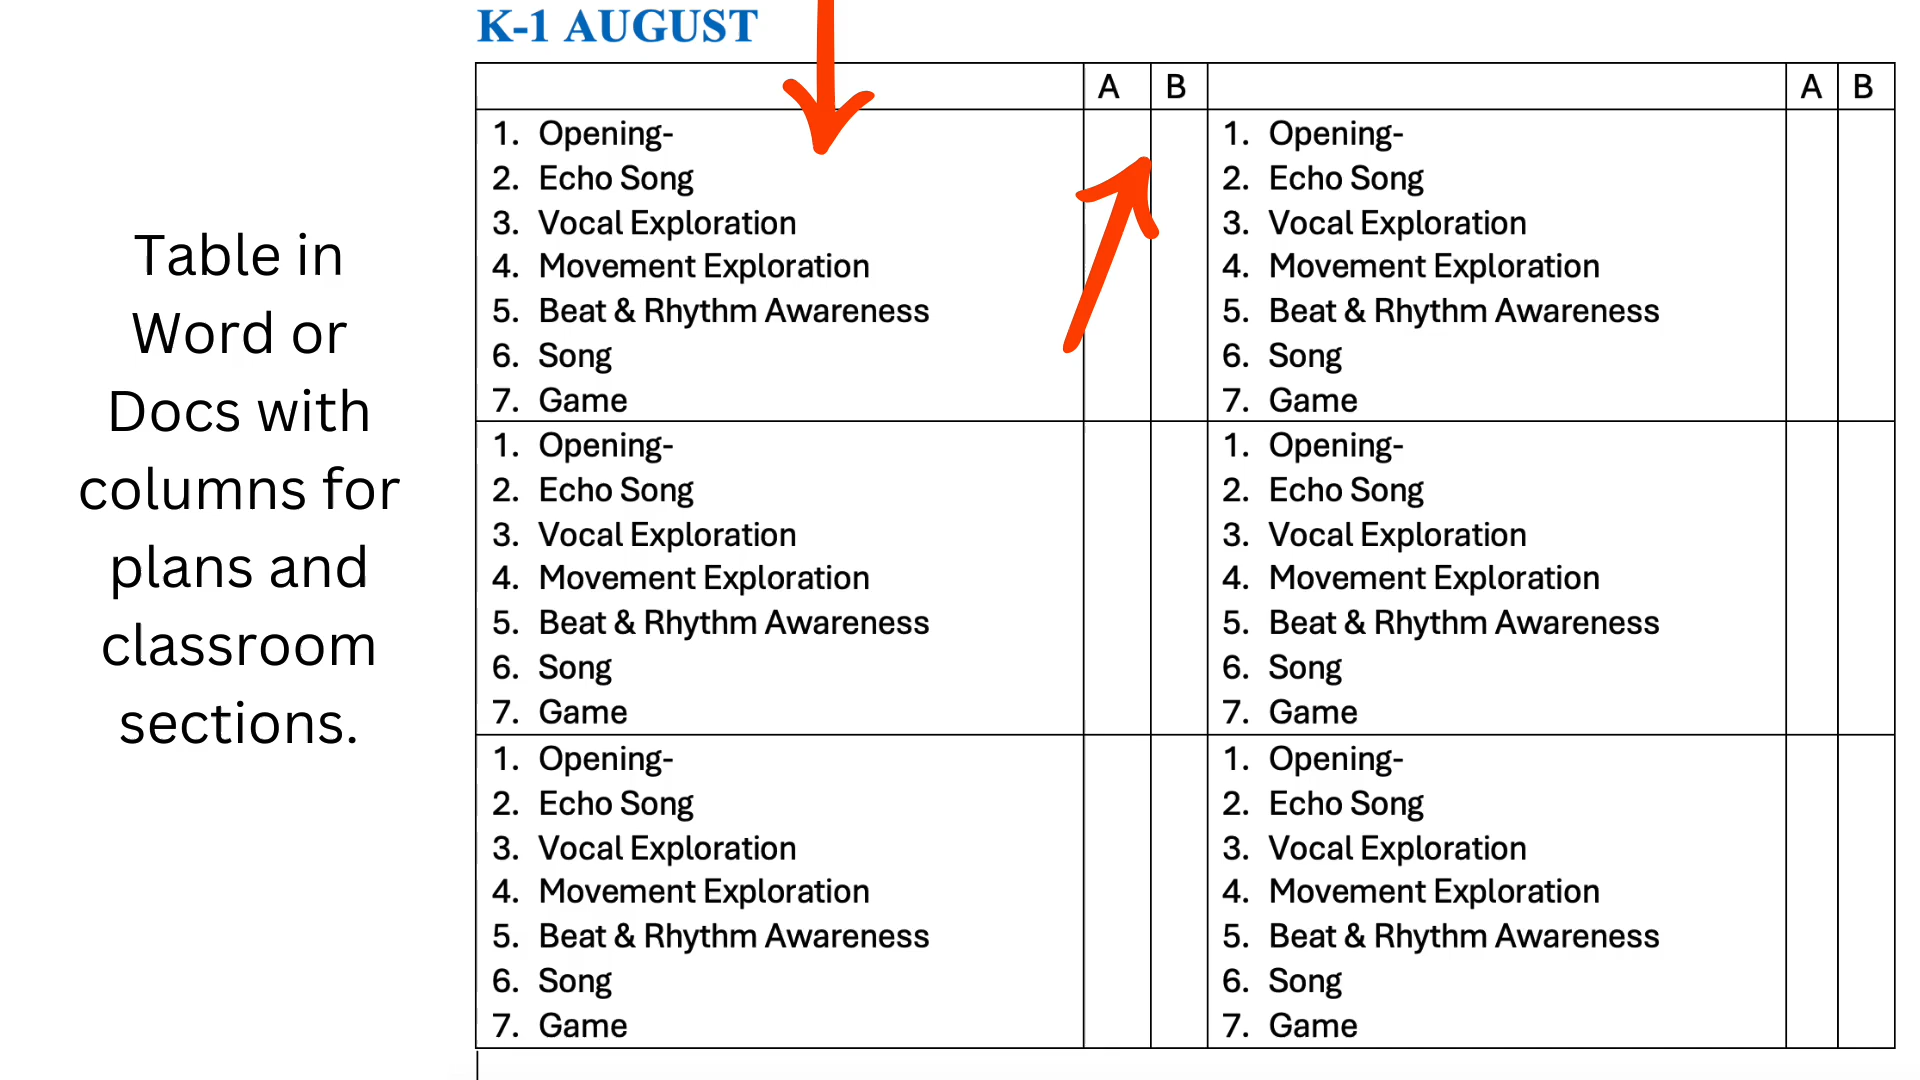 K-1 AUGUST
Table in
Word or
Docs with
columns for
plans and
classroom
sections.
A B A B
1. Opening-
2. Echo Song
3. Vocal Exploration
4. Movement Exploration
5. Beat & Rhythm Awareness
6. Song
7. Game
1. Opening-
2. Echo Song
3. Vocal Exploration
4. Movement Exploration
5. Beat & Rhythm Awareness
6. Song
7. Game
1. Opening-
2. Echo Song
3. Vocal Exploration
4. Movement Exploration
5. Beat & Rhythm Awareness
6. Song
7. Game
1. Opening-
2. Echo Song
3. Vocal Exploration
4. Movement Exploration
5. Beat & Rhythm Awareness
6. Song
7. Game
1. Opening-
2. Echo Song
3. Vocal Exploration
4. Movement Exploration
5. Beat & Rhythm Awareness
6. Song
7. Game
1. Opening-
2. Echo Song
3. Vocal Exploration
4. Movement Exploration
5. Beat & Rhythm Awareness
6. Song
7. Game